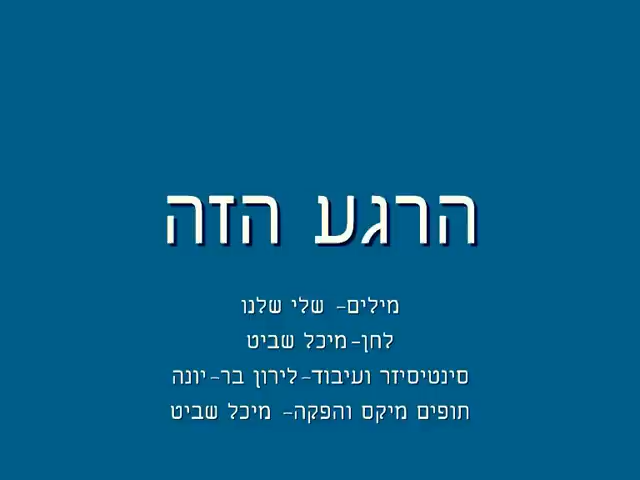 הרגע הזה
מילים- שלי שלנו
לחן-מיכל שביט
סינטיסיזר ועיבוד-לירון בר-יונה
תופים מיקס והפקה- מיכל שביט